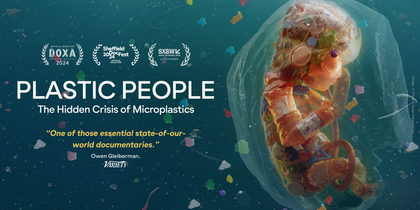 DOXA
2024
Sheffield
DocFest
SXSW
PLASTIC PEOPLE
The Hidden Crisis of Microplastics
"One of those essential state-of-our-
world documentaries."
Owen Gleiberman,
VARIETY